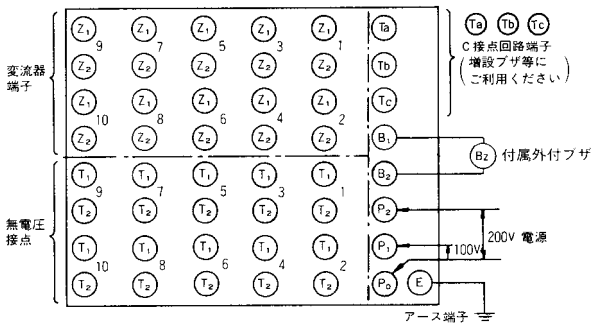 Z₁ Z₁ Z₁ Z₁ Z₁ Ta
9 7 5 3 1
Z₂ Z₂ Z₂ Z₂ Z₂ Tb
Z₁ Z₁ Z₁ Z₁ Z₁ Tc
10 8 6 4 2
Z₂ Z₂ Z₂ Z₂ Z₂ B₁
T₁ T₁ T₁ T₁ T₁ B₂
9 7 5 3 1
T₂ T₂ T₂ T₂ T₂ P₂
T₁ T₁ T₁ T₁ T₁ P₁
10 8 6 4 2
T₂ T₂ T₂ T₂ T₂ P₀ E
変流器
端子
無電圧
接点
Ta Tb Tc
C接点回路端子
(増設ブザ等に
ご利用ください)
Bz 付属外付ブザ
200V 電源
100V
アース端子